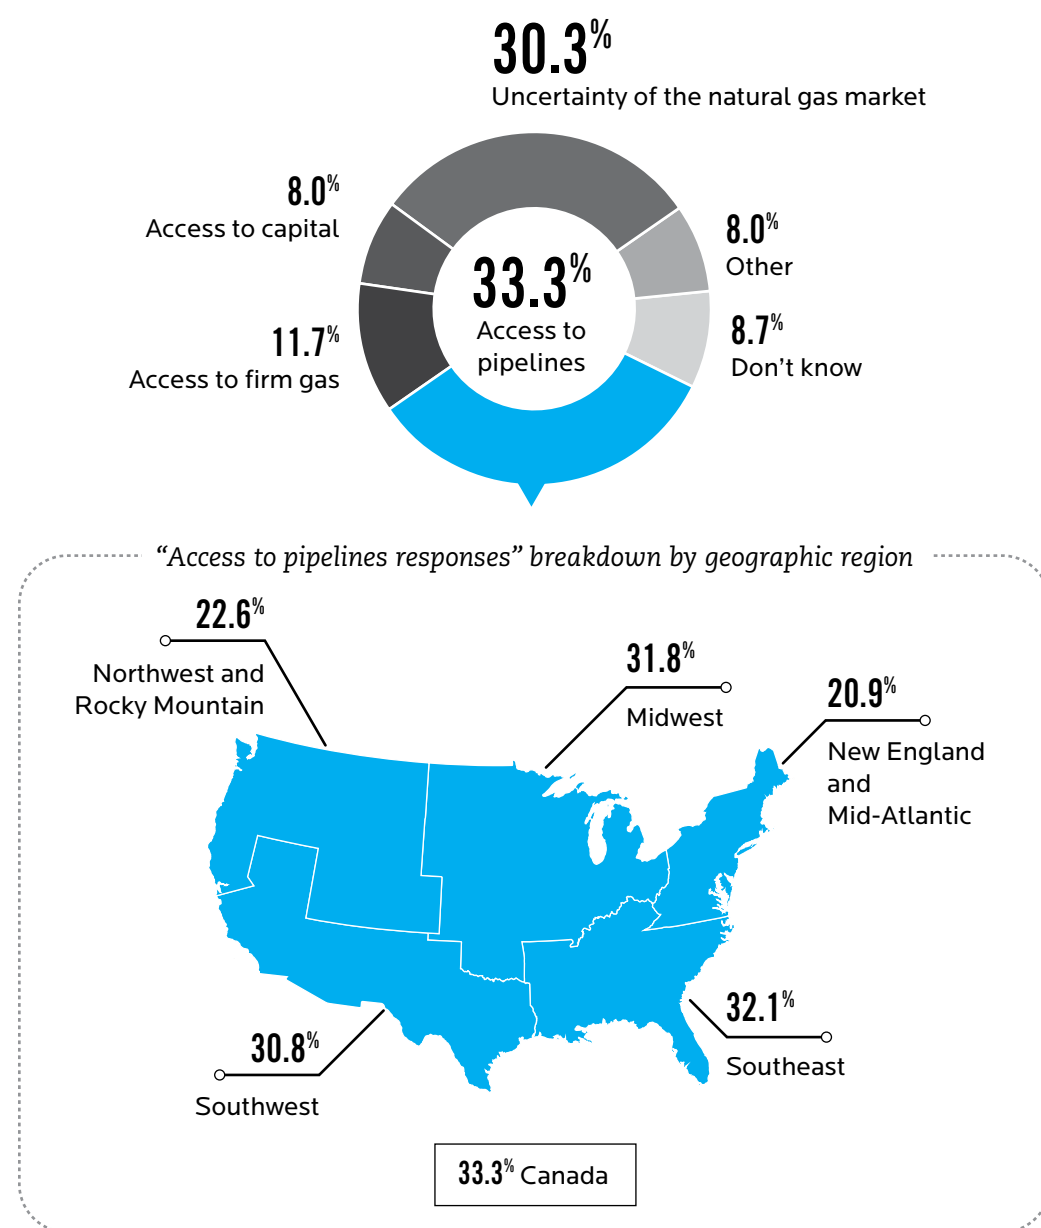 30.3%
Uncertainty of the natural gas market
8.0%
Access to capital
8.0%
Other
33.3%
Access to
pipelines
8.7%
Don’t know
11.7%
Access to firm gas
“Access to pipelines responses” breakdown by geographic region
22.6%
Northwest and
Rocky Mountain
31.8%
Midwest
20.9%
New England
and
Mid-Atlantic
32.1%
Southeast
30.8%
Southwest
33.3% Canada